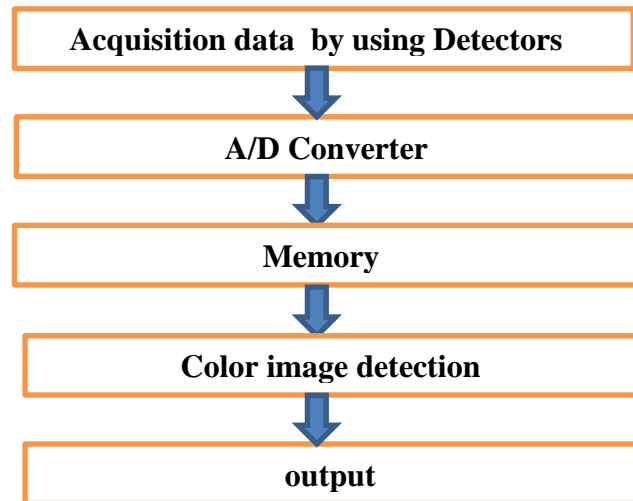 Acquisition data by using Detectors
A/D Converter
Memory
Color image detection
output